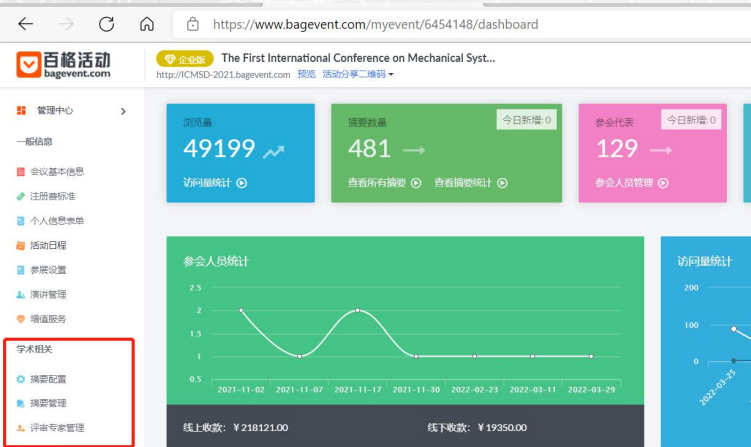 https://www.bagevent.com/myevent/6454148/dashboard
百格活动
bagevent.com
企业版 The First International Conference on Mechanical Syst...
http://ICMSD-2021.bagevent.com 预览 活动分享二维码
管理中心
一般信息
会议基本信息
注册费标准
个人信息表单
活动日程
参展设置
演讲管理
增值服务
学术相关
摘要配置
摘要管理
评审专家管理
浏览量
49199
访问量统计
摘要数量
今日新增: 0
481
查看所有摘要 查看摘要统计
参会代表
今日新增: 0
129
参会人员管理
参会人员统计
2.5
2
1.5
1
0.5
2021-11-02 2021-11-07 2021-11-17 2021-11-30 2022-02-23 2022-03-11 2022-03-29
线上收款: ¥218121.00 线下收款: ¥19350.00
访问量统计
200
100
0
2022-03-25